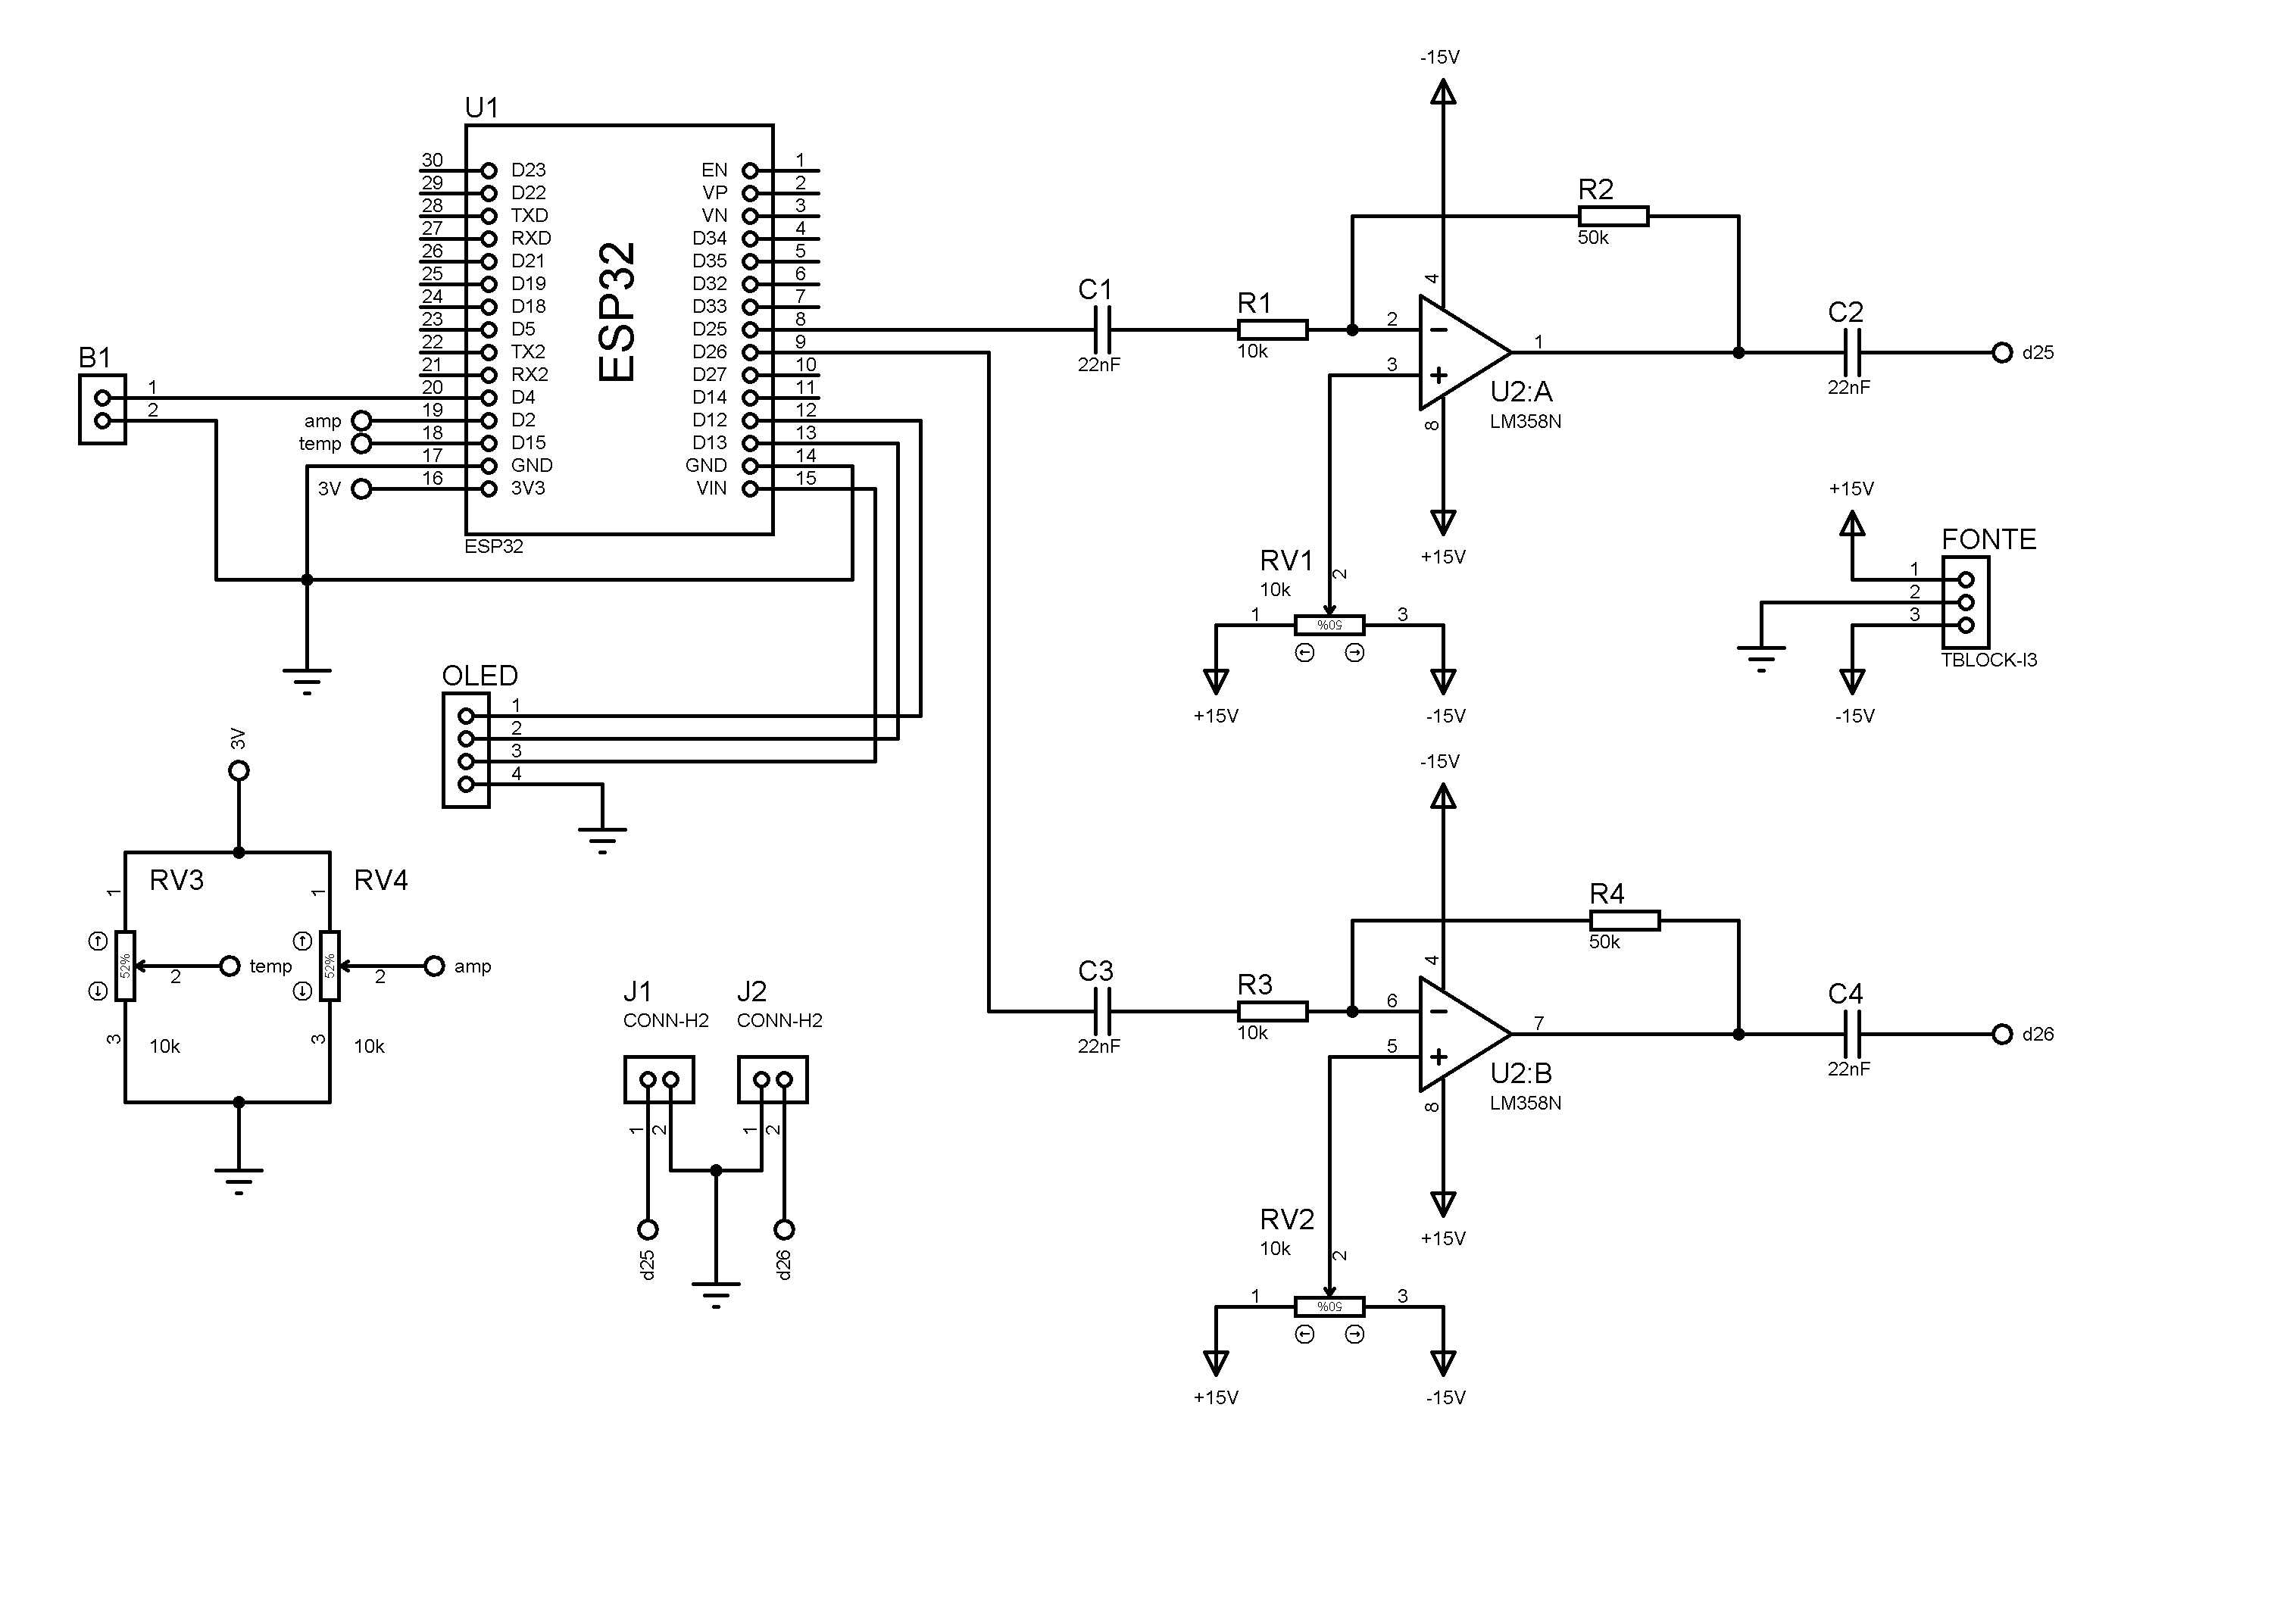 U1
30 D23 EN 1
29 D22 VP 2
28 TXD VN 3
27 RXD D34 4
26 D21 D35 5
25 D19 D32 6
24 D18 D33 7
23 D5 D25 8
22 TX2 D26 9
21 RX2 D27 10
20 D4 D14 11
amp 19 D2 D12 12
temp 18 D15 D13 13
17 GND GND 14
3V 16 3V3 VIN 15
ESP32
ESP32
B1
1
2
OLED
1
2
3
4
3V
RV3
1
52%
2
temp
3
10k
RV4
1
52%
2
amp
3
10k
J1
CONN-H2
1
2
d25
J2
CONN-H2
1
2
d26
-15V
R2
50k
C1
22nF
R1
10k
4
2
3
1
8
U2:A
LM358N
+15V
C2
22nF
d25
RV1
10k
2
1
50%
3
+15V
-15V
+15V
FONTE
1
2
3
TBLOCK-I3
-15V
-15V
R4
50k
C3
22nF
R3
10k
4
6
5
7
8
U2:B
LM358N
+15V
C4
22nF
d26
RV2
10k
2
1
50%
3
+15V
-15V